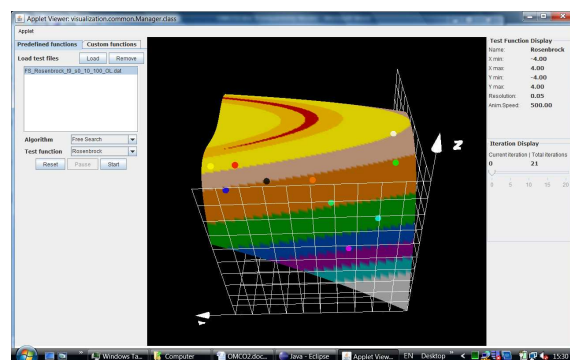 Applet Viewer: visualization.common.Manager.class
Applet
Predefined functions Custom functions
Load test files Load Remove
FS_Rosenbrock_l9_s0_10_100_OL.dat
Algorithm Free Search
Test function Rosenbrock
Reset Pause Start
z
Test Function Display
Name: Rosenbrock
X min: -4.00
X max: 4.00
Y min: -4.00
Y max: 4.00
Resolution: 0.05
Anim.Speed: 500.00
Iteration Display
Current iteration | Total iterations
0 21
0 5 10 15 20
Windows Ta... Computer OMCO2.doc... Java - Eclipse Applet View... EN Desktop 15:30